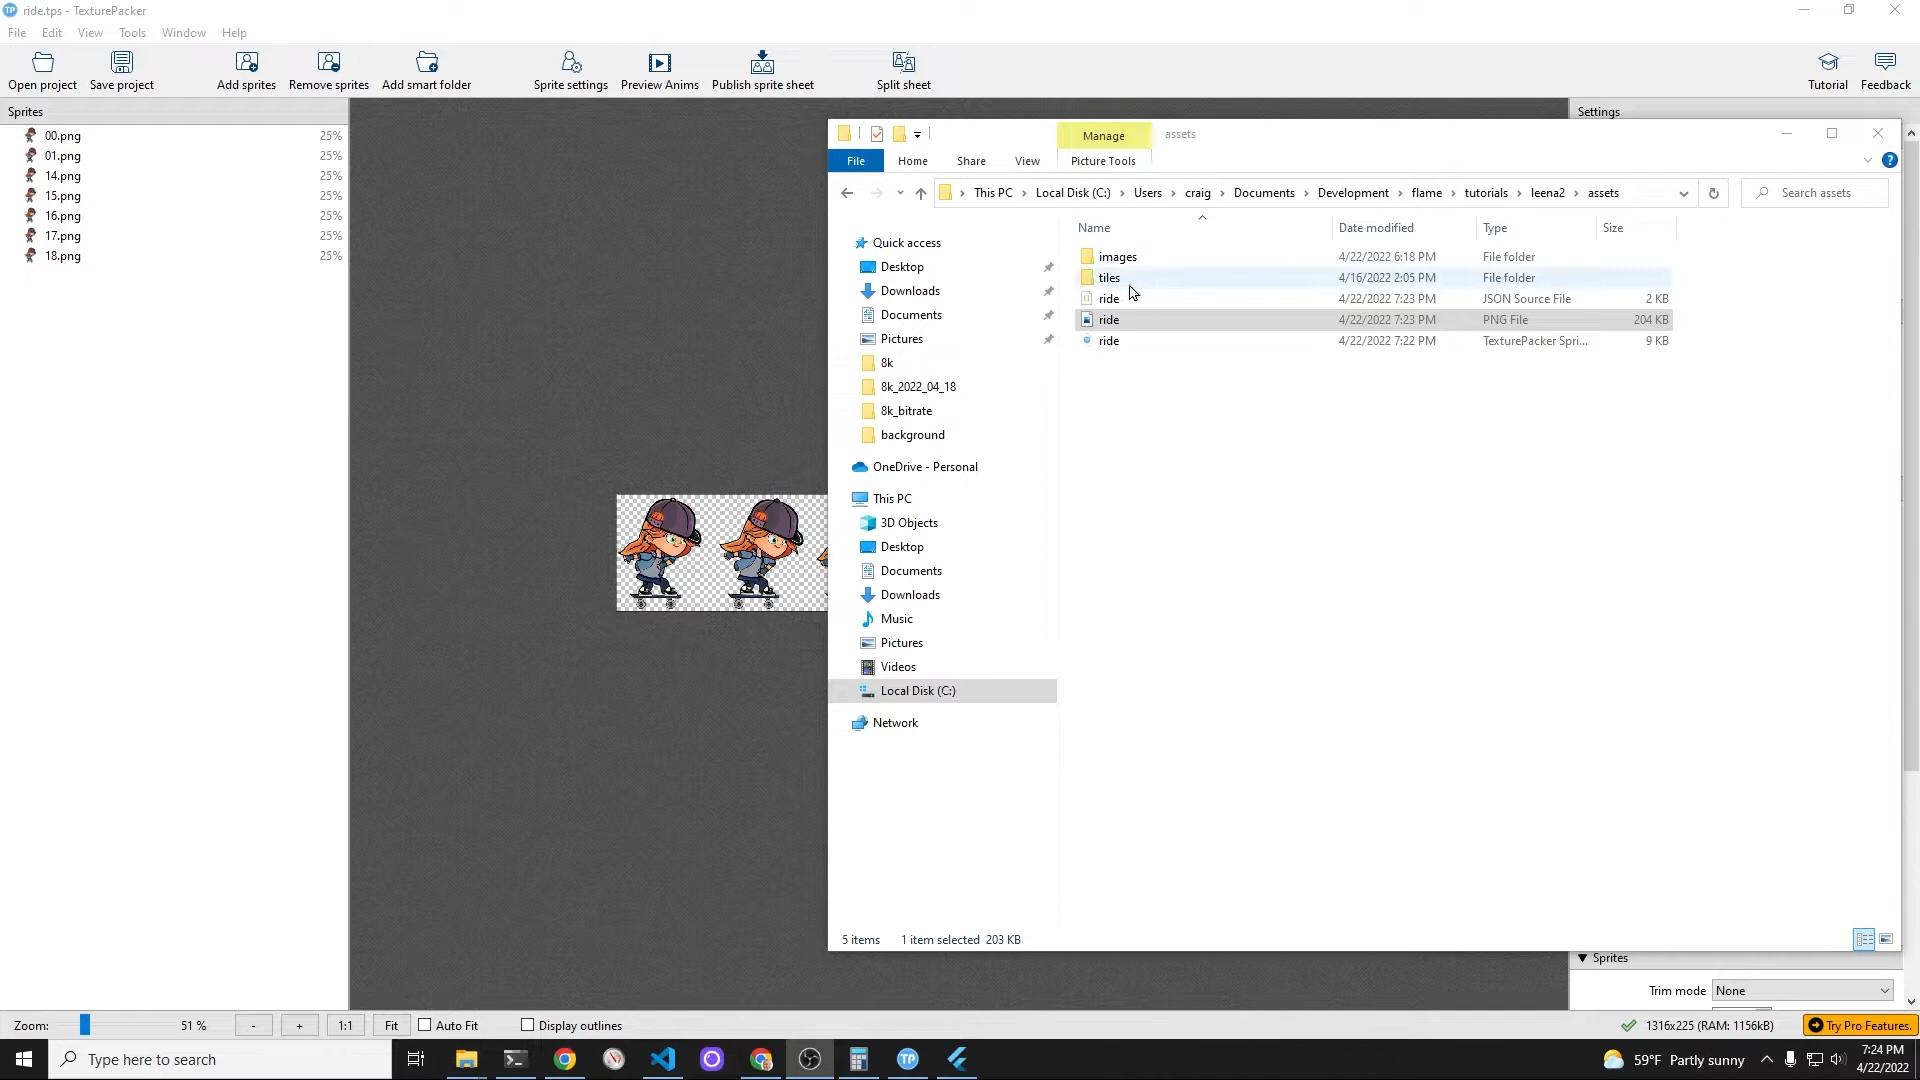 ride.tps - TexturePacker
File Edit View Tools Window Help
Open project Save project Add sprites Remove sprites Add smart folder Sprite settings Preview Anims Publish sprite sheet Split sheet Tutorial Feedback
Sprites
00.png 25%
01.png 25%
14.png 25%
15.png 25%
16.png 25%
17.png 25%
18.png 25%
Settings
Manage assets
File Home Share View Picture Tools
This PC Local Disk (C:) Users craig Documents Development flame tutorials leena2 assets Search assets
Name Date modified Type Size
images 4/22/2022 6:18 PM File folder
tiles 4/16/2022 2:05 PM File folder
ride 4/22/2022 7:23 PM JSON Source File 2 KB
ride 4/22/2022 7:23 PM PNG File 204 KB
ride 4/22/2022 7:22 PM TexturePacker Spri... 9 KB
Quick access
Desktop
Downloads
Documents
Pictures
8k
8k_2022_04_18
8k_bitrate
background
OneDrive - Personal
This PC
3D Objects
Desktop
Documents
Downloads
Music
Pictures
Videos
Local Disk (C:)
Network
5 items 1 item selected 203 KB
Sprites
Trim mode None
Zoom: 51 % - + 1:1 Fit Auto Fit Display outlines 1316x225 (RAM: 1156kB) Try Pro Features.
Type here to search
TP
59°F Partly sunny
7:24 PM
4/22/2022